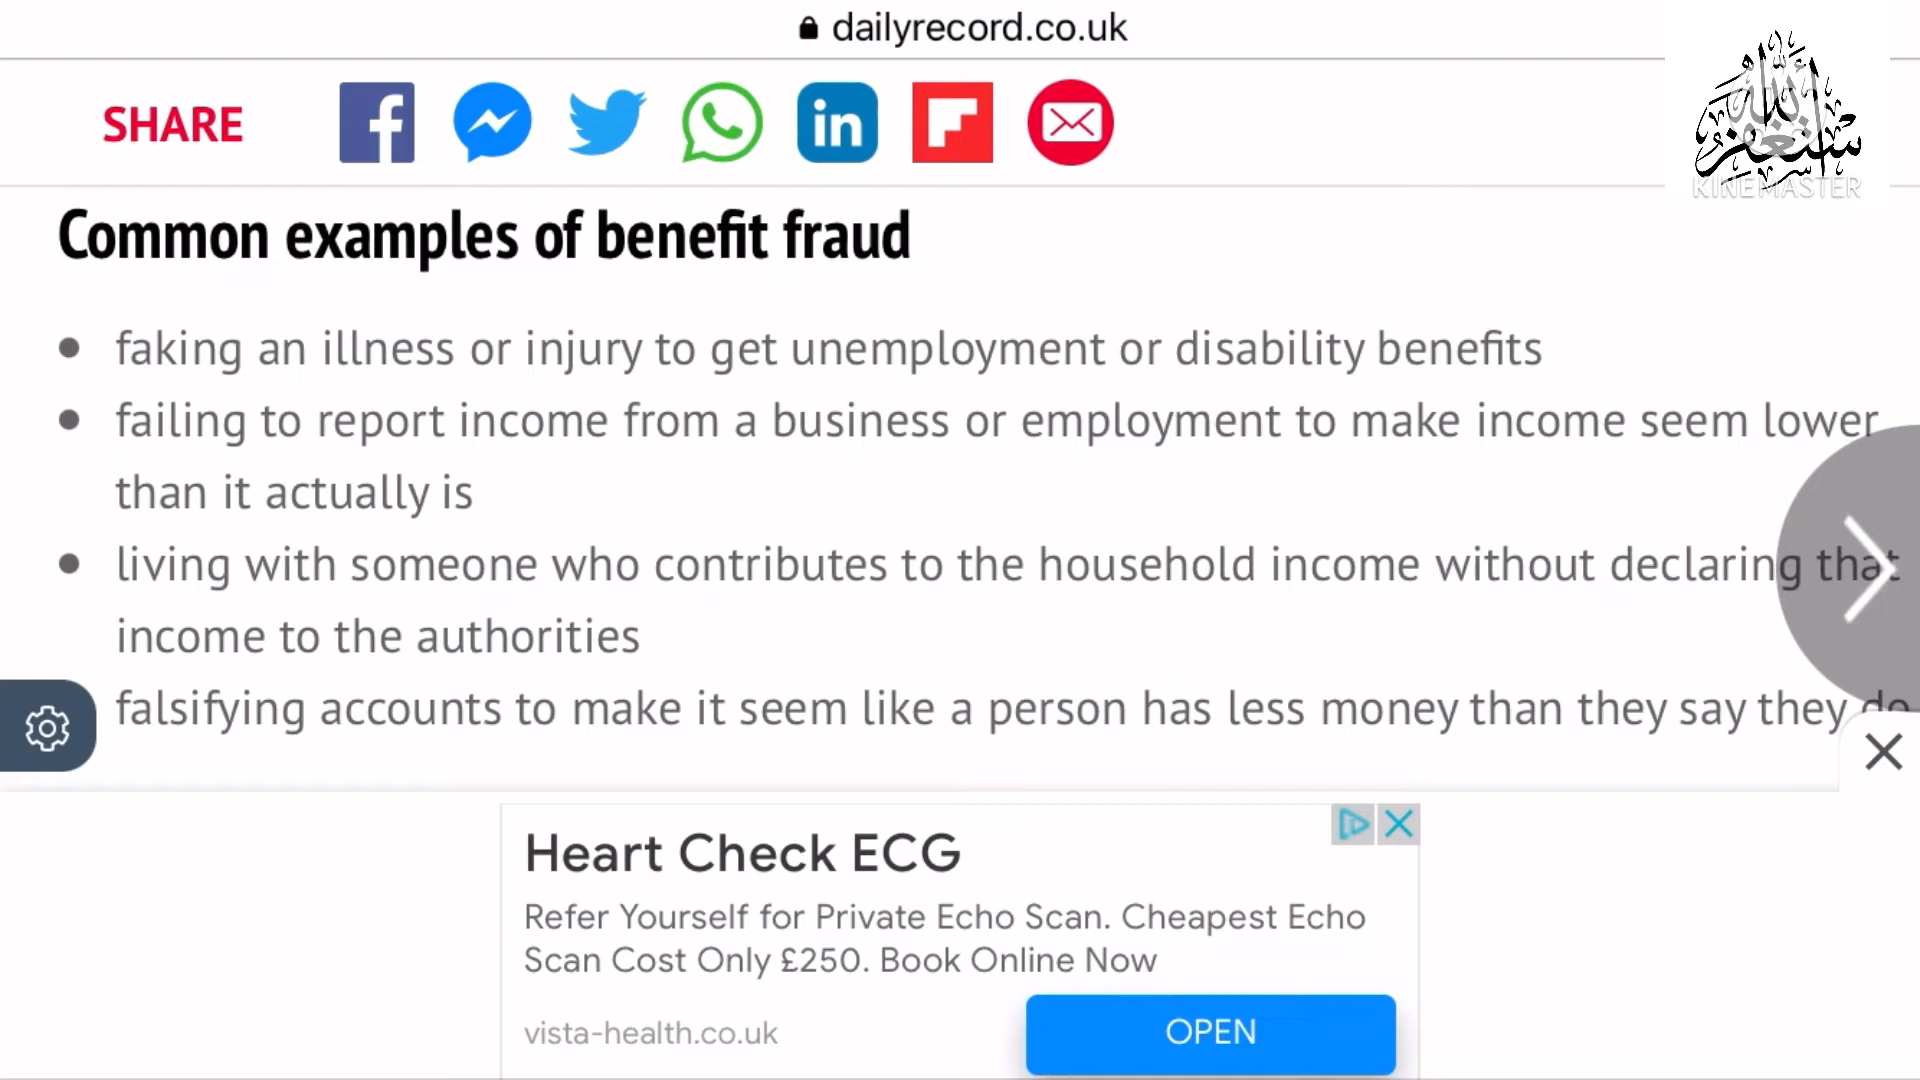 dailyrecord.co.uk
SHARE
أستغفر الله
KINEMASTER
Common examples of benefit fraud
faking an illness or injury to get unemployment or disability benefits
failing to report income from a business or employment to make income seem lower
than it actually is
living with someone who contributes to the household income without declaring that
income to the authorities
falsifying accounts to make it seem like a person has less money than they say they do
Heart Check ECG
Refer Yourself for Private Echo Scan. Cheapest Echo
Scan Cost Only £250. Book Online Now
vista-health.co.uk
OPEN